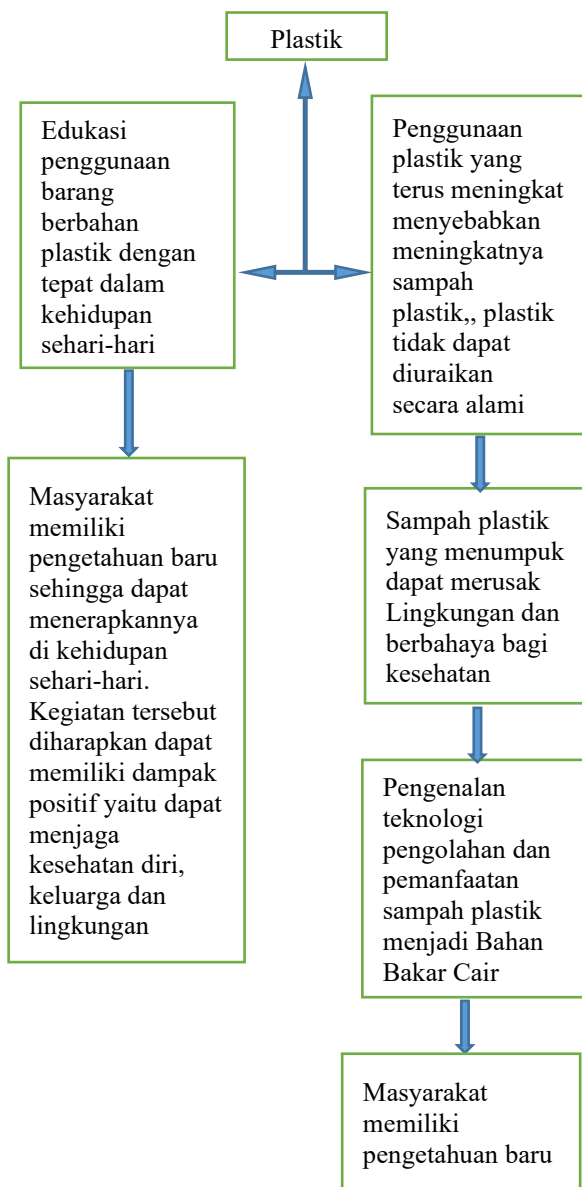 Plastik
Edukasi
penggunaan
barang
berbahan
plastik dengan
tepat dalam
kehidupan
sehari-hari
Masyarakat
memiliki
pengetahuan baru
sehingga dapat
menerapkannya
di kehidupan
sehari-hari.
Kegiatan tersebut
diharapkan dapat
memiliki dampak
positif yaitu dapat
menjaga
kesehatan diri,
keluarga dan
lingkungan
Penggunaan
plastik yang
terus meningkat
menyebabkan
meningkatnya
sampah
plastik,, plastik
tidak dapat
diuraikan
secara alami
Sampah plastik
yang menumpuk
dapat merusak
Lingkungan dan
berbahaya bagi
kesehatan
Pengenalan
teknologi
pengolahan dan
pemanfaatan
sampah plastik
menjadi Bahan
Bakar Cair
Masyarakat
memiliki
pengetahuan baru